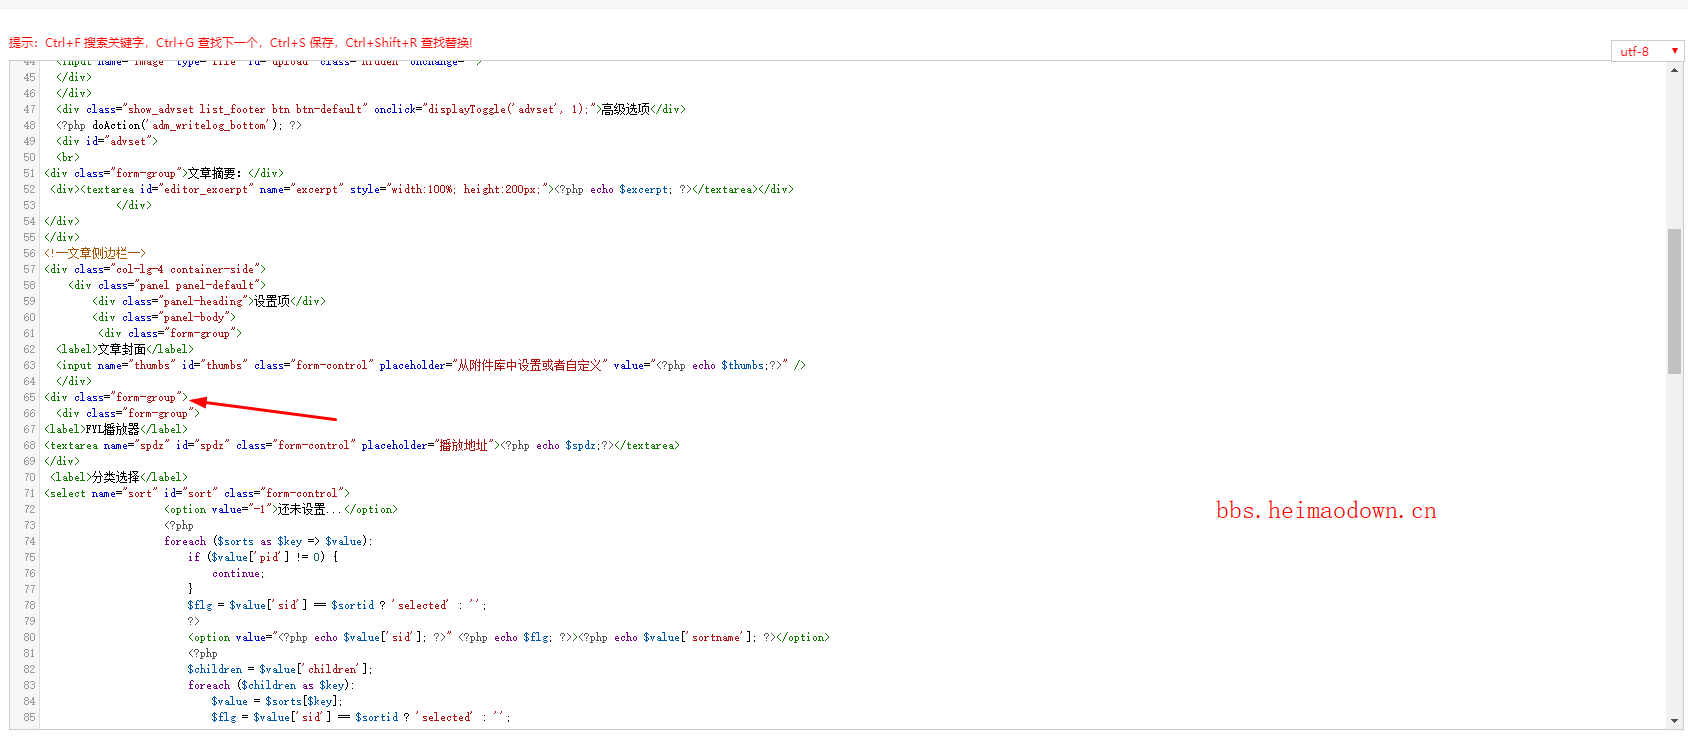 提示：Ctrl+F 搜索关键字，Ctrl+G 查找下一个，Ctrl+S 保存，Ctrl+Shift+R 查找替换!
utf-8
44 <input name="image" type="file" id="upload" class="hidden" onchange="">
45 </div>
46 </div>
47 <div class="show_advset list_footer btn btn-default" onclick="displayToggle('advset', 1);">高级选项</div>
48 <?php doAction('adm_writelog_bottom'); ?>
49 <div id="advset">
50 <br>
51 <div class="form-group">文章摘要：</div>
52 <div><textarea id="editor_excerpt" name="excerpt" style="width:100%; height:200px;"><?php echo $excerpt; ?></textarea></div>
53 </div>
54 </div>
55 </div>
56 <!--文章侧边栏-->
57 <div class="col-lg-4 container-side">
58 <div class="panel panel-default">
59 <div class="panel-heading">设置项</div>
60 <div class="panel-body">
61 <div class="form-group">
62 <label>文章封面</label>
63 <input name="thumbs" id="thumbs" class="form-control" placeholder="从附件库中设置或者自定义" value="<?php echo $thumbs;?>" />
64 </div>
65 <div class="form-group">
66 <div class="form-group">
67 <label>FYL播放器</label>
68 <textarea name="spdz" id="spdz" class="form-control" placeholder="播放地址"><?php echo $spdz;?></textarea>
69 </div>
70 <label>分类选择</label>
71 <select name="sort" id="sort" class="form-control">
72 <option value="-1">还未设置...</option>
73 <?php
74 foreach ($sorts as $key => $value):
75 if ($value['pid'] != 0) {
76 continue;
77 }
78 $flg = $value['sid'] == $sortid ? 'selected' : '';
79 ?>
80 <option value="<?php echo $value['sid']; ?>" <?php echo $flg; ?>><?php echo $value['sortname']; ?></option>
81 <?php
82 $children = $value['children'];
83 foreach ($children as $key):
84 $value = $sorts[$key];
85 $flg = $value['sid'] == $sortid ? 'selected' : '';
bbs.heimaodown.cn